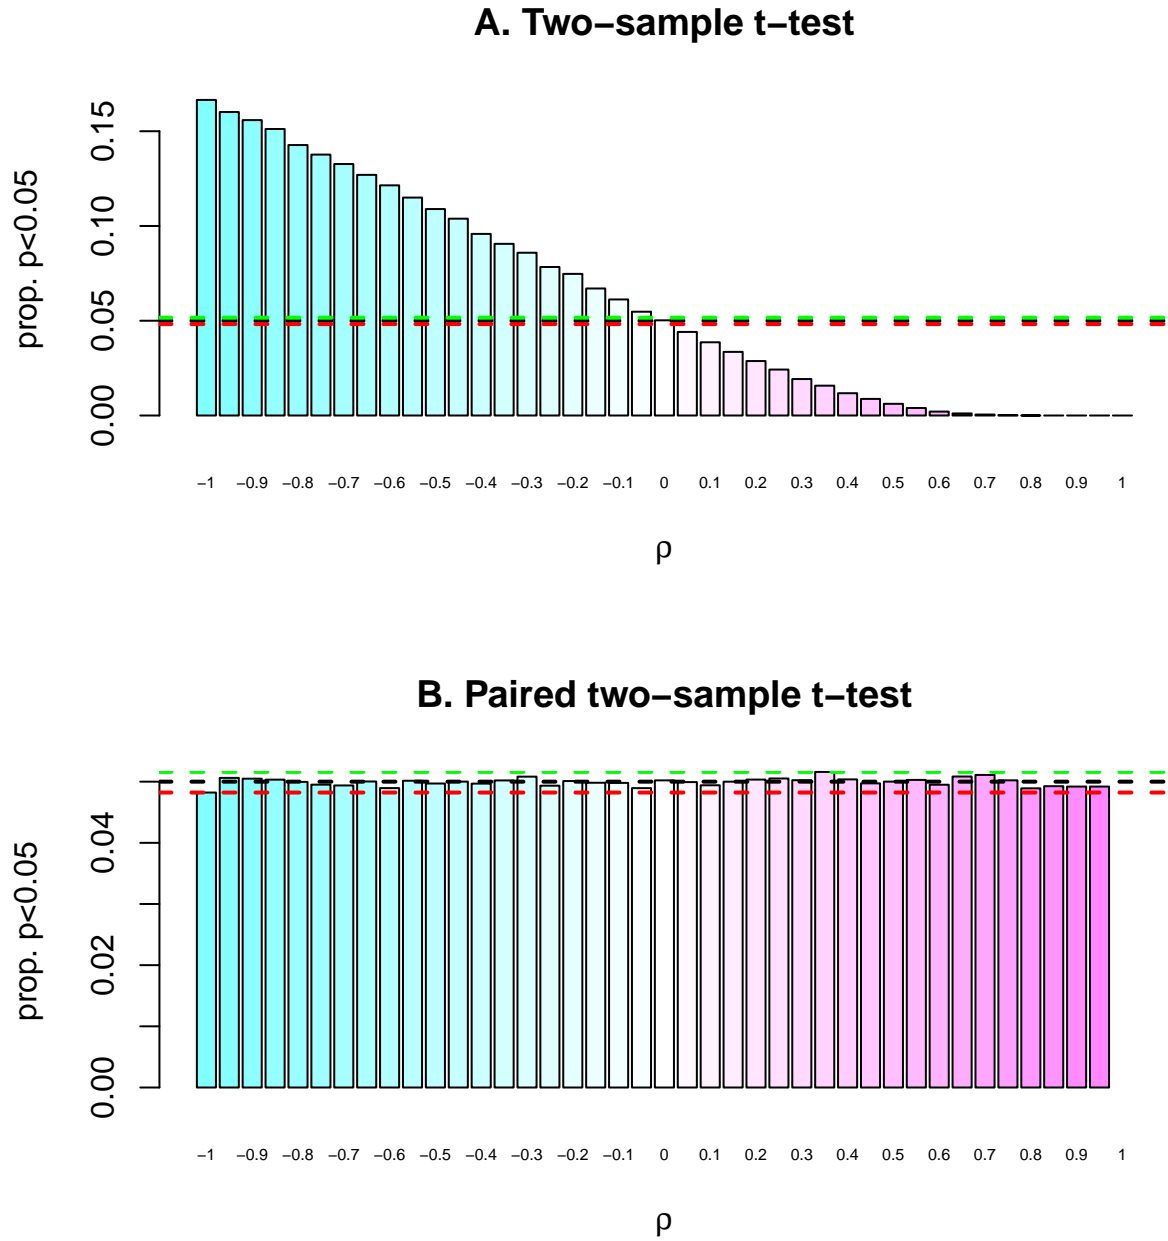 A. Two−sample t−test
prop. p<0.05
0.15
0.10
0.05
0.00
−1 −0.9 −0.8 −0.7 −0.6 −0.5 −0.4 −0.3 −0.2 −0.1 0 0.1 0.2 0.3 0.4 0.5 0.6 0.7 0.8 0.9 1
ρ
B. Paired two−sample t−test
prop. p<0.05
0.04
0.02
0.00
−1 −0.9 −0.8 −0.7 −0.6 −0.5 −0.4 −0.3 −0.2 −0.1 0 0.1 0.2 0.3 0.4 0.5 0.6 0.7 0.8 0.9 1
ρ